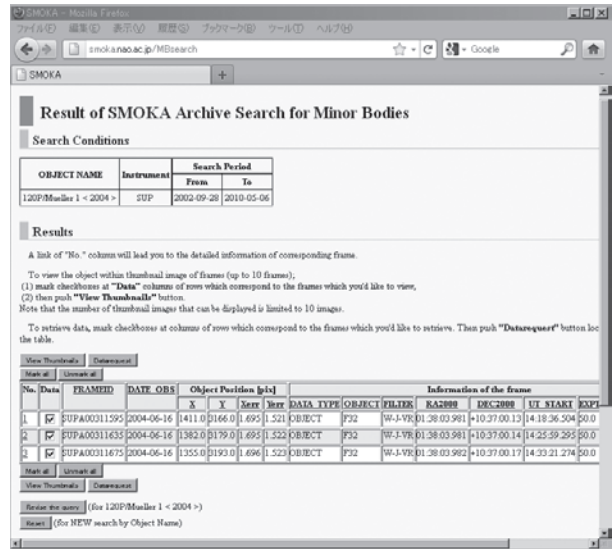 SMOKA - Mozilla Firefox
ファイル(F) 編集(E) 表示(V) 履歴(S) ブックマーク(B) ツール(T) ヘルプ(H)
smoka.nao.ac.jp/MBsearch
Google
SMOKA
Result of SMOKA Archive Search for Minor Bodies
Search Conditions
OBJECT NAME Instrument Search Period
From To
120P/Mueller 1 < 2004 > SUP 2002-09-28 2010-05-06
Results
A link of "No." column will lead you to the detailed information of corresponding frame.
To view the object within thumbnail image of frames (up to 10 frames);
(1) mark checkboxes at "Data" columns of rows which correspond to the frames which you'd like to view,
(2) then push "View Thumbnails" button.
Note that the number of thumbnail images that can be displayed is limited to 10 images.
To retrieve data, mark checkboxes at columns of rows which correspond to the frames which you'd like to retrieve. Then push "Datarequest" button loc
the table.
View Thumbnails Datarequest
Mark all Unmark all
No. Data FRAMEID DATE_OBS Object Position [pix] Information of the frame
X Y Xerr Yerr DATA_TYPE OBJECT FILTER RA2000 DEC2000 UT_START EXPT
1 SUPA00311595 2004-06-16 1411.0 3166.0 1.695 1.521 OBJECT F32 W-J-VR 01:38:03.981 +10:37:00.13 14:18:36.504 50.0
2 SUPA00311635 2004-06-16 1382.0 3179.0 1.695 1.522 OBJECT F32 W-J-VR 01:38:03.981 +10:37:00.14 14:25:59.295 50.0
3 SUPA00311675 2004-06-16 1355.0 3193.0 1.696 1.523 OBJECT F32 W-J-VR 01:38:03.982 +10:37:00.17 14:33:21.274 50.0
Mark all Unmark all
View Thumbnails Datarequest
Revise the query (for 120P/Mueller 1 < 2004 >)
Reset (for NEW search by Object Name)